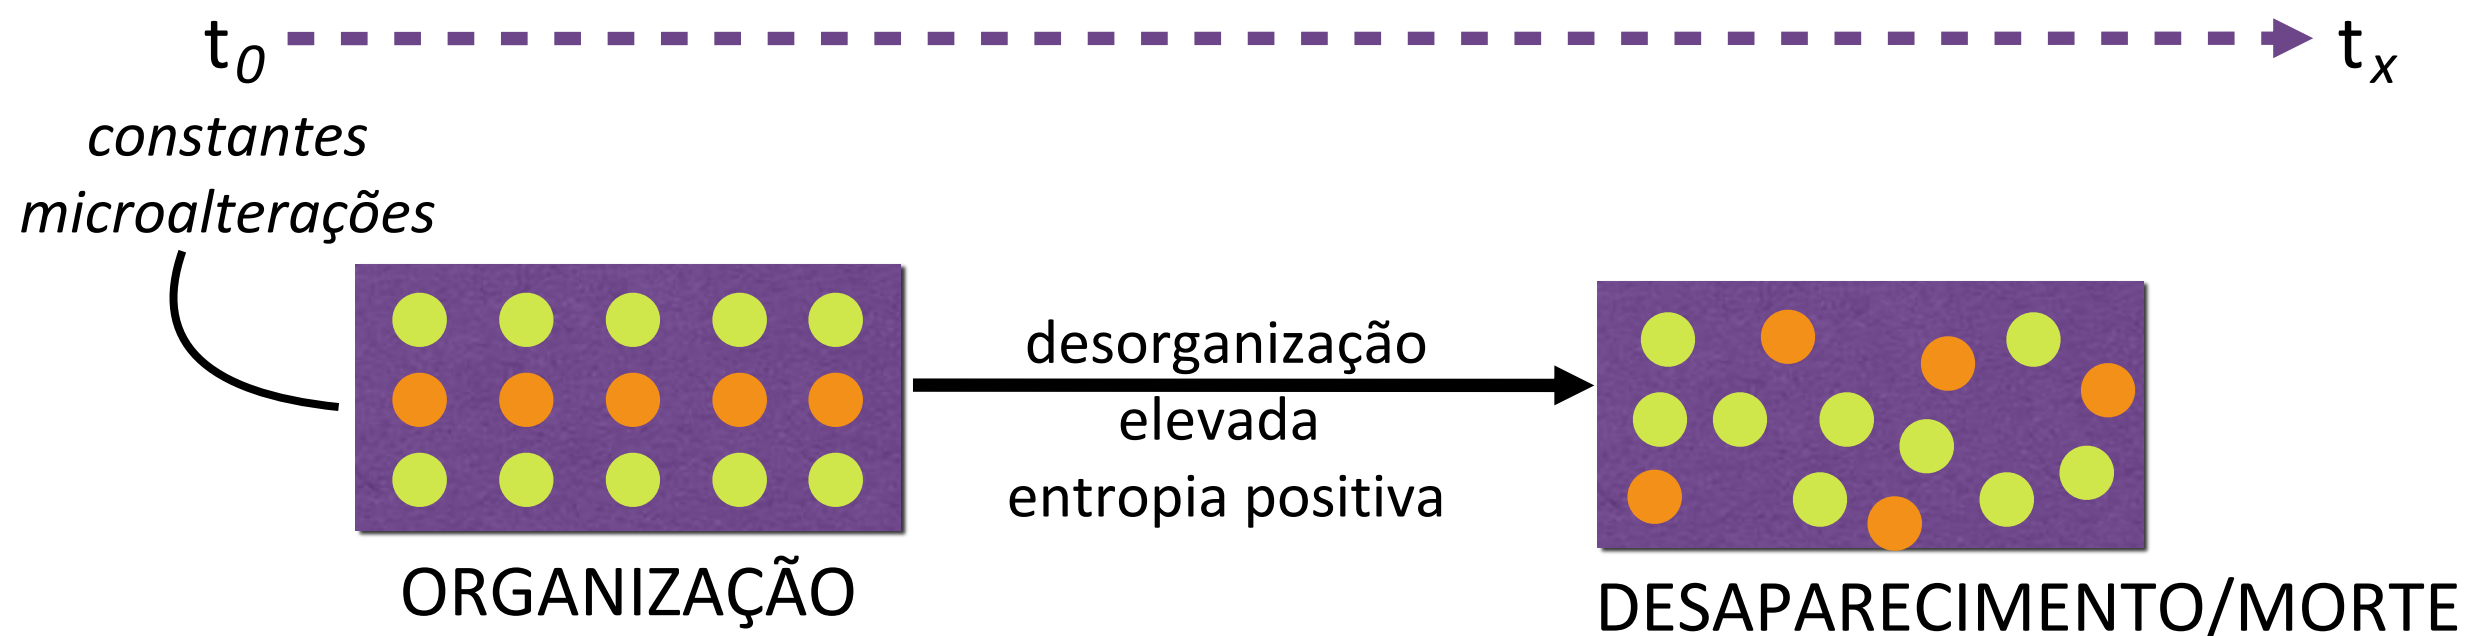 t0
tx
constantes
microalterações
desorganização
elevada
entropia positiva
ORGANIZAÇÃO
DESAPARECIMENTO/MORTE